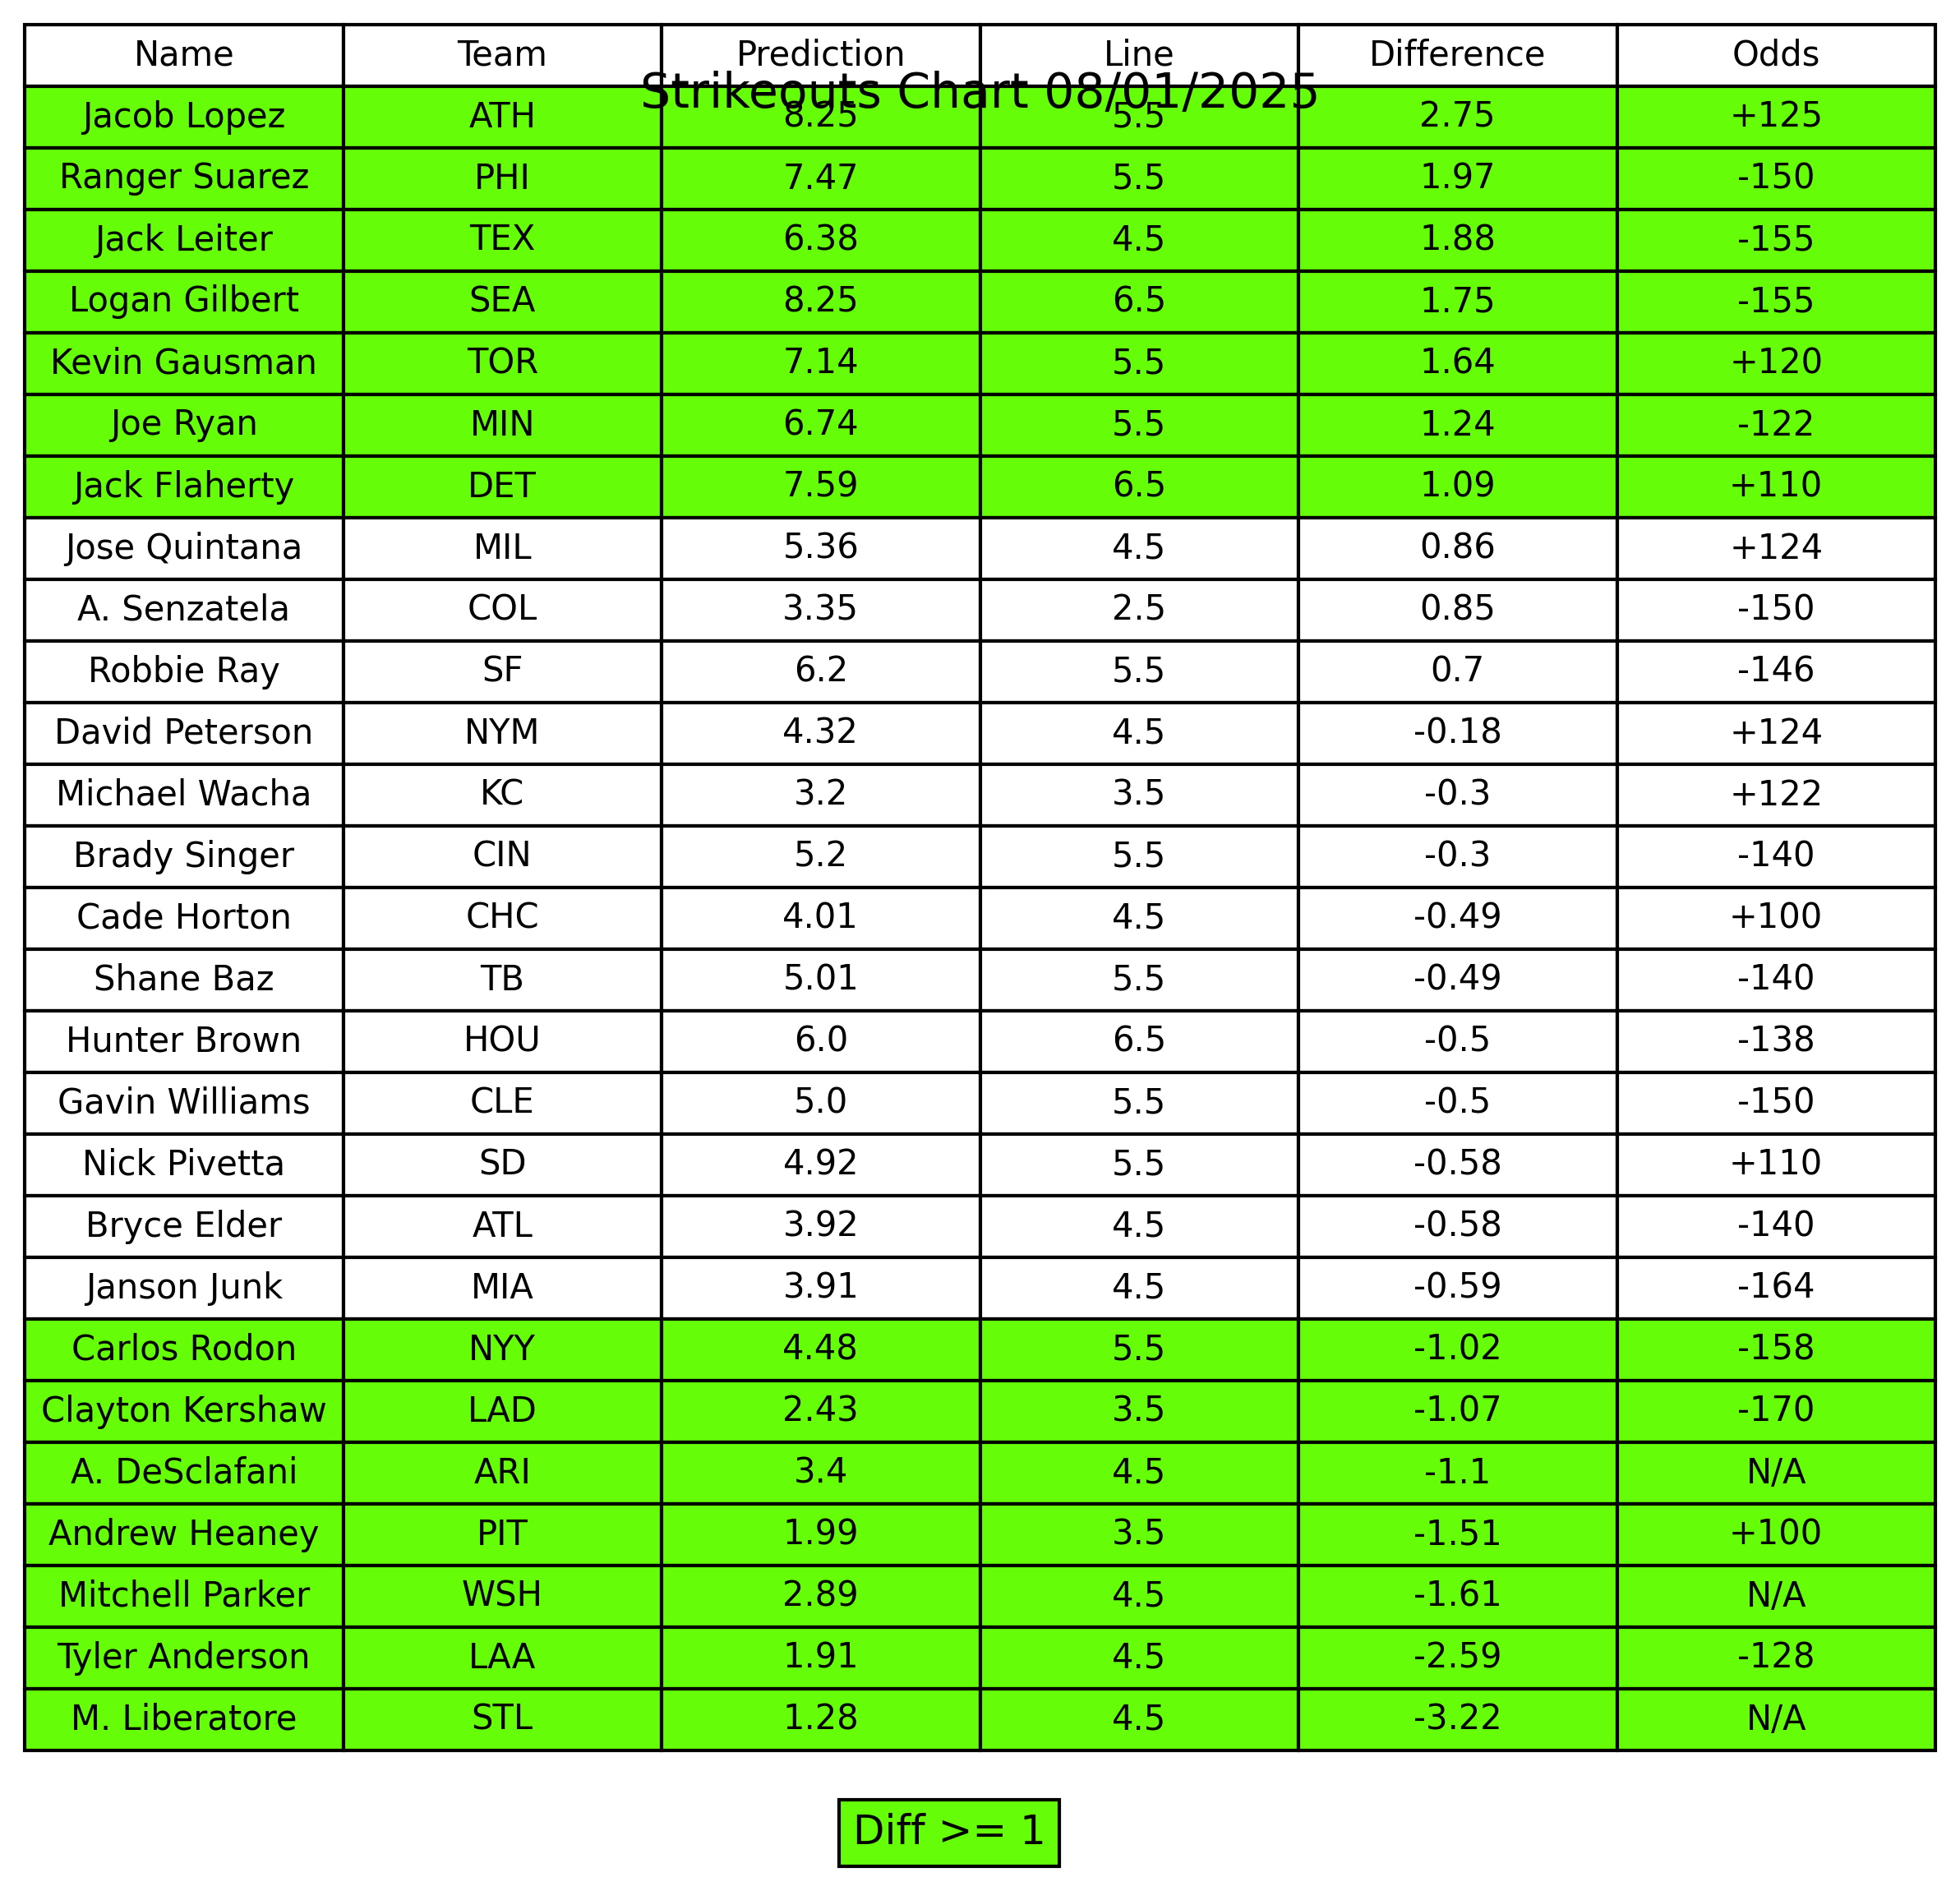 Name Team Prediction Line Difference Odds
Strikeouts Chart 08/01/2025
Jacob Lopez ATH 8.25 5.5 2.75 +125
Ranger Suarez PHI 7.47 5.5 1.97 -150
Jack Leiter TEX 6.38 4.5 1.88 -155
Logan Gilbert SEA 8.25 6.5 1.75 -155
Kevin Gausman TOR 7.14 5.5 1.64 +120
Joe Ryan MIN 6.74 5.5 1.24 -122
Jack Flaherty DET 7.59 6.5 1.09 +110
Jose Quintana MIL 5.36 4.5 0.86 +124
A. Senzatela COL 3.35 2.5 0.85 -150
Robbie Ray SF 6.2 5.5 0.7 -146
David Peterson NYM 4.32 4.5 -0.18 +124
Michael Wacha KC 3.2 3.5 -0.3 +122
Brady Singer CIN 5.2 5.5 -0.3 -140
Cade Horton CHC 4.01 4.5 -0.49 +100
Shane Baz TB 5.01 5.5 -0.49 -140
Hunter Brown HOU 6.0 6.5 -0.5 -138
Gavin Williams CLE 5.0 5.5 -0.5 -150
Nick Pivetta SD 4.92 5.5 -0.58 +110
Bryce Elder ATL 3.92 4.5 -0.58 -140
Janson Junk MIA 3.91 4.5 -0.59 -164
Carlos Rodon NYY 4.48 5.5 -1.02 -158
Clayton Kershaw LAD 2.43 3.5 -1.07 -170
A. DeSclafani ARI 3.4 4.5 -1.1 N/A
Andrew Heaney PIT 1.99 3.5 -1.51 +100
Mitchell Parker WSH 2.89 4.5 -1.61 N/A
Tyler Anderson LAA 1.91 4.5 -2.59 -128
M. Liberatore STL 1.28 4.5 -3.22 N/A
Diff >= 1